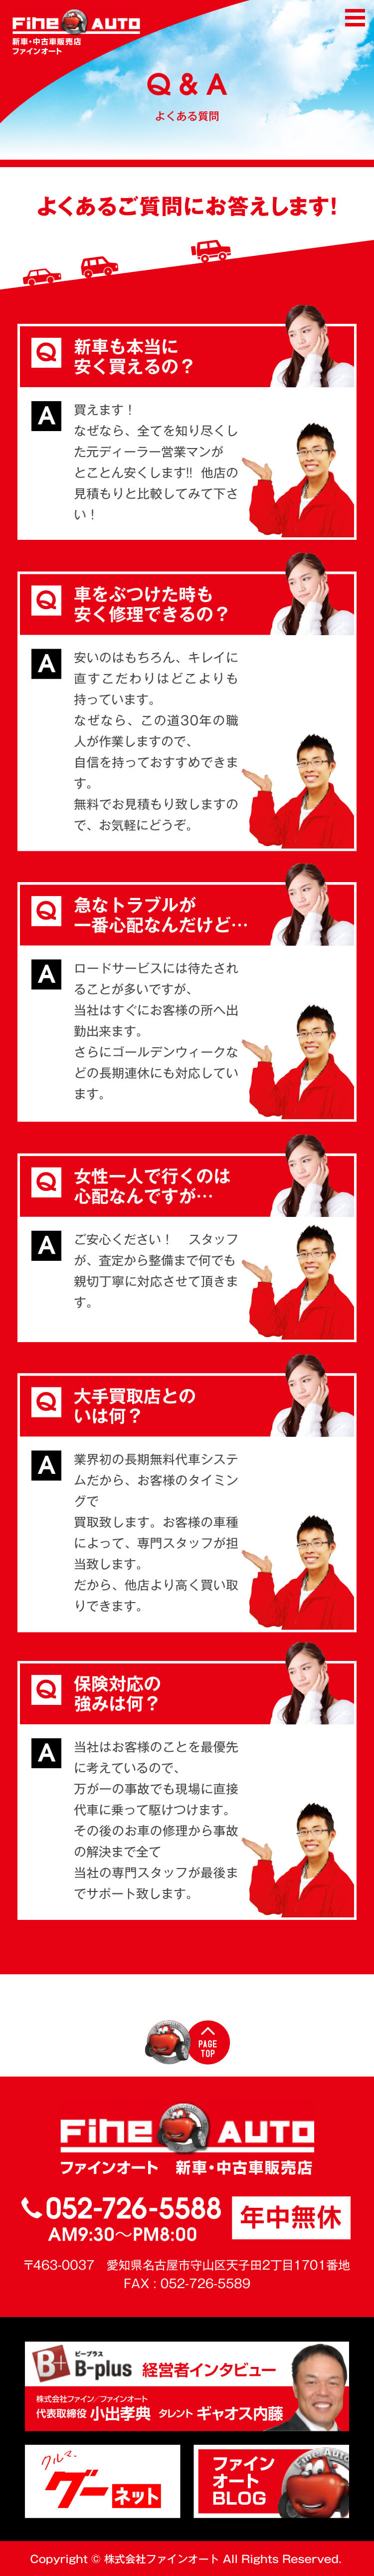 Fine AUTO
新車・中古車販売店
ファインオート
Q & A
よくある質問
よくあるご質問にお答えします!
Q
新車も本当に
安く買えるの？
A
買えます！
なぜなら、全てを知り尽くし
た元ディーラー営業マンが
とことん安くします!! 他店の
見積もりと比較してみて下さ
い！
Q
車をぶつけた時も
安く修理できるの？
A
安いのはもちろん、キレイに
直すこだわりはどこよりも
持っています。
なぜなら、この道30年の職
人が作業しますので、
自信を持っておすすめできま
す。
無料でお見積もり致しますの
で、お気軽にどうぞ。
Q
急なトラブルが
一番心配なんだけど…
A
ロードサービスには待たされ
ることが多いですが、
当社はすぐにお客様の所へ出
勤出来ます。
さらにゴールデンウィークな
どの長期連休にも対応してい
ます。
Q
女性一人で行くのは
心配なんですが…
A
ご安心ください！　スタッフ
が、査定から整備まで何でも
親切丁寧に対応させて頂きま
す。
Q
大手買取店との
いは何？
A
業界初の長期無料代車システ
ムだから、お客様のタイミン
グで
買取致します。お客様の車種
によって、専門スタッフが担
当致します。
だから、他店より高く買い取
りできます。
Q
保険対応の
強みは何？
A
当社はお客様のことを最優先
に考えているので、
万が一の事故でも現場に直接
代車に乗って駆けつけます。
その後のお車の修理から事故
の解決まで全て
当社の専門スタッフが最後ま
でサポート致します。
PAGE
TOP
Fine AUTO
ファインオート　新車・中古車販売店
052-726-5588
AM9:30〜PM8:00
年中無休
〒463-0037　愛知県名古屋市守山区天子田2丁目1701番地
FAX : 052-726-5589
B+ ビープラス
B-plus 経営者インタビュー
株式会社ファイン／ファインオート
代表取締役 小出孝典 タレント ギャオス内藤
クルマ
グーネット
ファイン
オート
BLOG
Fine AUTO
Copyright © 株式会社ファインオート All Rights Reserved.